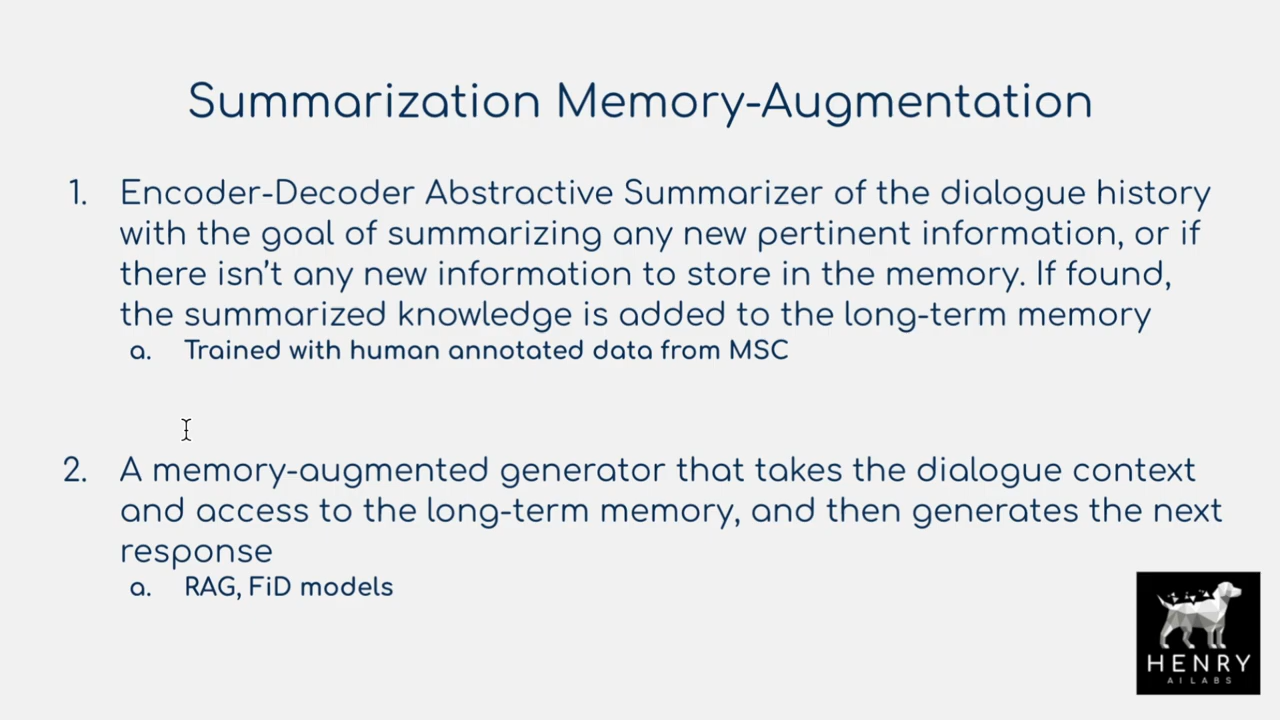 Summarization Memory-Augmentation
1. Encoder-Decoder Abstractive Summarizer of the dialogue history
with the goal of summarizing any new pertinent information, or if
there isn't any new information to store in the memory. If found,
the summarized knowledge is added to the long-term memory
a. Trained with human annotated data from MSC
2. A memory-augmented generator that takes the dialogue context
and access to the long-term memory, and then generates the next
response
a. RAG, FiD models
HENRY
AI LABS